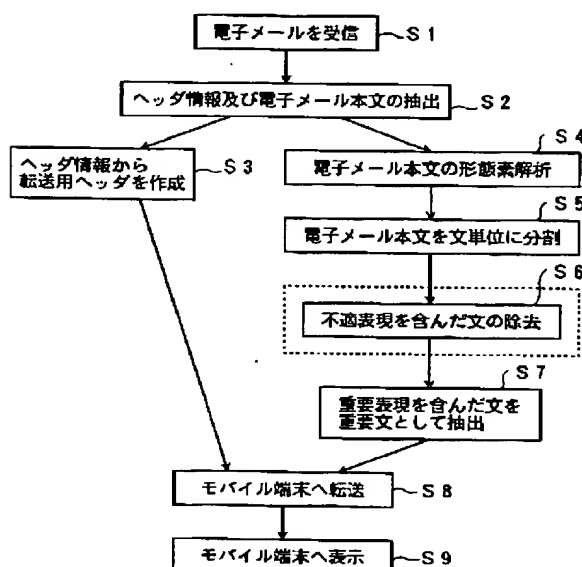 電子メールを受信
S1
ヘッダ情報及び電子メール本文の抽出
S2
ヘッダ情報から
転送用ヘッダを作成
S3
S4
電子メール本文の形態素解析
S5
電子メール本文を文単位に分割
S6
不適表現を含んだ文の除去
S7
重要表現を含んだ文を
重要文として抽出
モバイル端末へ転送
S8
モバイル端末へ表示
S9